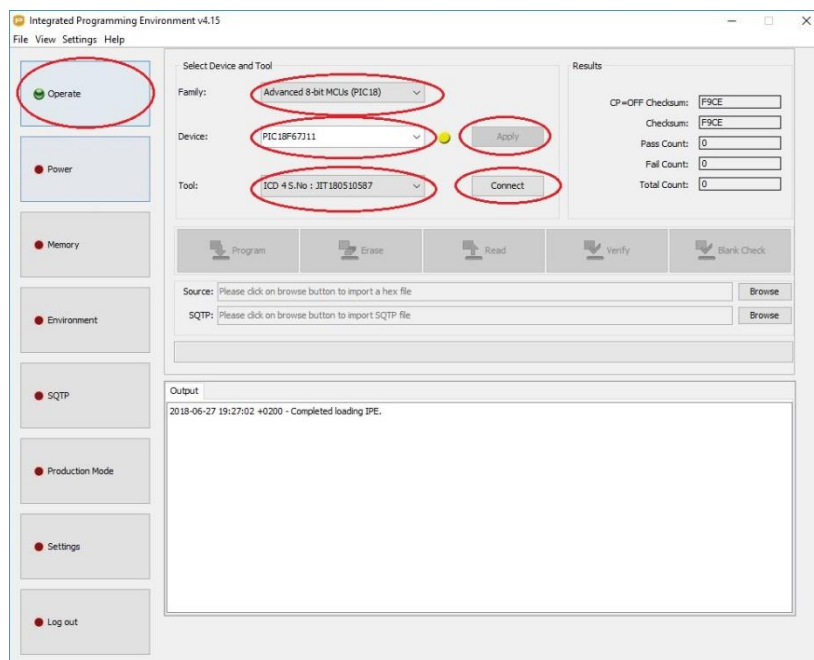 Integrated Programming Environment v4.15
File View Settings Help
Operate
Power
Memory
Environment
SQTP
Production Mode
Settings
Log out
Select Device and Tool
Family: Advanced 8-bit MCUs (PIC18)
Device: PIC18F67J11 Apply
Tool: ICD 4 S.No : JIT180510587 Connect
Results
CP=OFF Checksum: F9CE
Checksum: F9CE
Pass Count: 0
Fail Count: 0
Total Count: 0
Program Erase Read Verify Blank Check
Source: Please click on browse button to import a hex file Browse
SQTP: Please click on browse button to import SQTP file Browse
Output
2018-06-27 19:27:02 +0200 - Completed loading IPE.